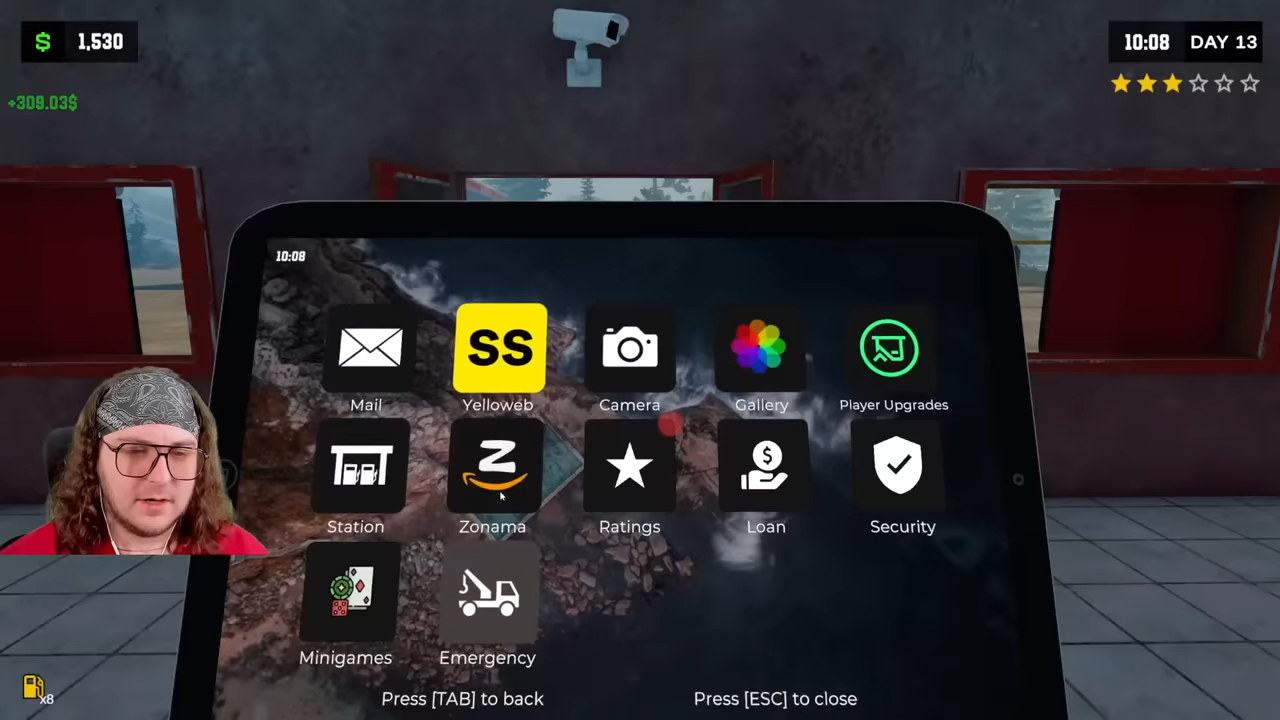 $ 1,530
10:08 DAY 13
+309.03$
10:08
SS
Mail
Yelloweb
Camera
Gallery
Player Upgrades
Z
$
Station
Zonama
Ratings
Loan
Security
Minigames
Emergency
x8
Press [TAB] to back
Press [ESC] to close